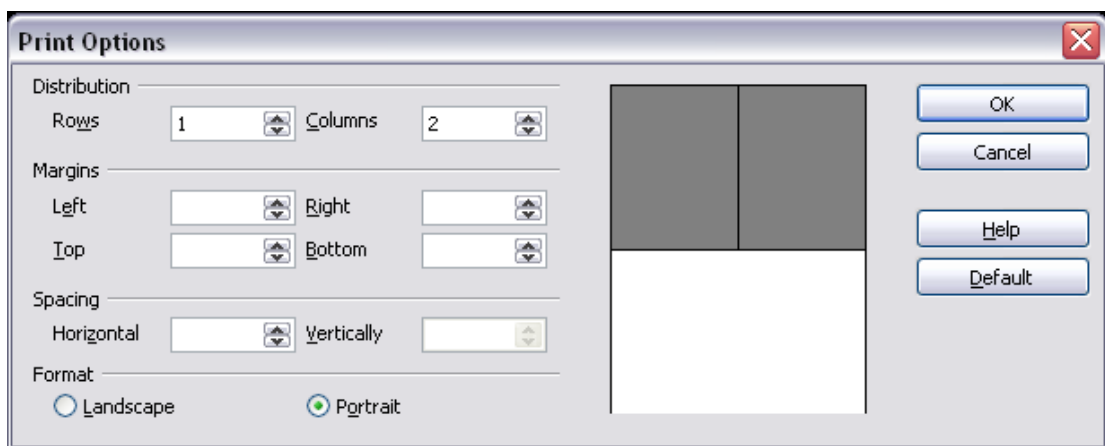 Print Options
Distribution
Rows 1 Columns 2
OK
Cancel
Margins
Left Right
Top Bottom
Help
Default
Spacing
Horizontal Vertically
Format
Landscape Portrait